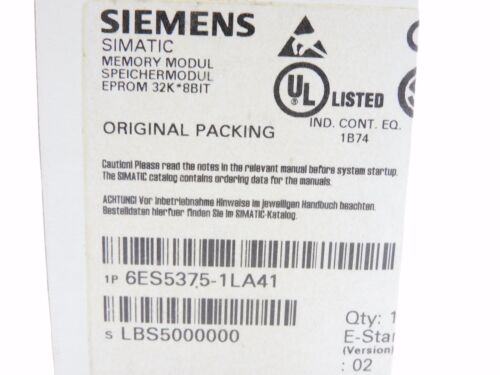 SIEMENS
SIMATIC
MEMORY MODUL
SPEICHERMODUL
EPROM 32K*8BIT
UL LISTED
IND. CONT. EQ.
1B74
ORIGINAL PACKING
Caution! Please read the notes in the relevant manual before system startup.
The SIMATIC catalog contains ordering data for the manuals.
ACHTUNG! Vor Inbetriebnahme Hinweise im jeweiligen Handbuch beachten.
Bestelldaten hierfuer finden Sie im SIMATIC-Katalog.
1P 6ES5375-1LA41
S LBS5000000
Qty: 1
E-Stan
(Version)
: 02